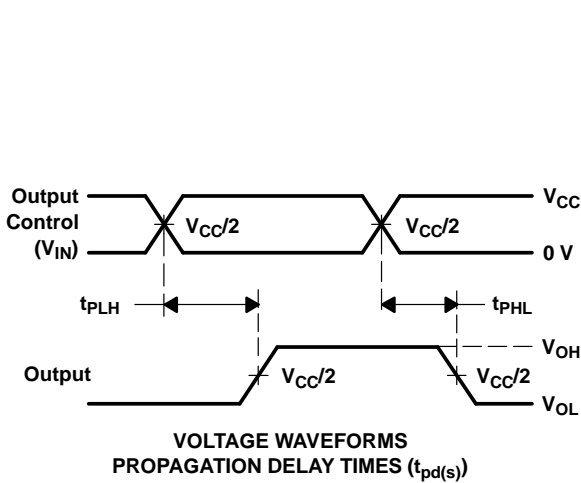 Output
Control
(VIN)
VCC/2
VCC/2
VCC
0 V
tPLH
tPHL
Output
VCC/2
VCC/2
VOH
VOL
VOLTAGE WAVEFORMS
PROPAGATION DELAY TIMES (tpd(s))